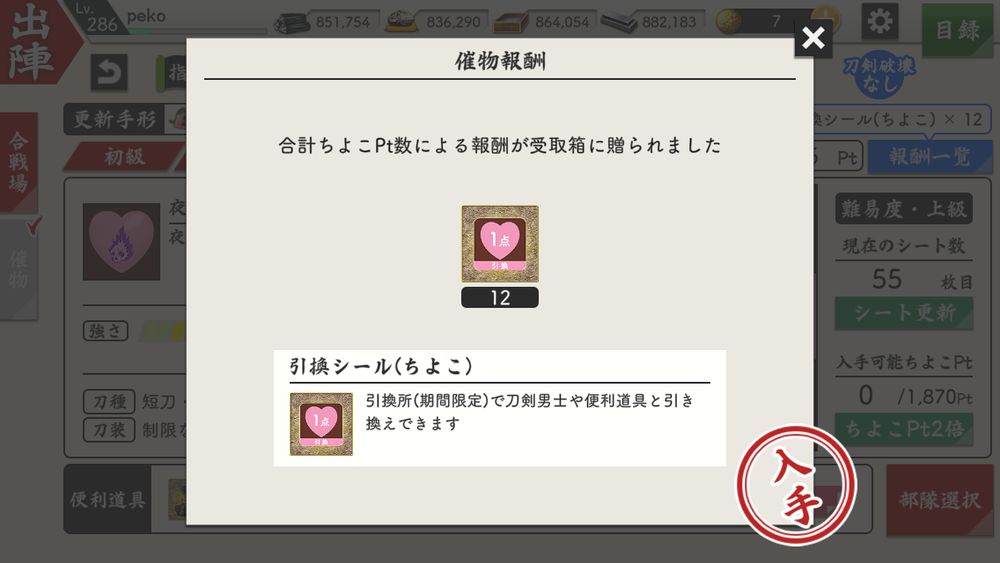 出陣
Lv.
286
peko
851,754
836,290
864,054
882,183
7
目録
指
刀剣破壊
なし
催物報酬
更新手形
換シール(ちよこ) × 12
合戦場
初級
合計ちよこPt数による報酬が受取箱に贈られました
Pt
報酬一覧
催物
夜
夜
1点
引換
12
難易度・上級
現在のシート数
55 枚目
シート更新
強さ
引換シール(ちよこ)
1点
引換
引換所(期間限定)で刀剣男士や便利道具と引き
換えできます
入手可能ちよこPt
0 /1,870Pt
ちよこPt2倍
刀種
短刀・
刀装
制限な
入手
便利道具
部隊選択